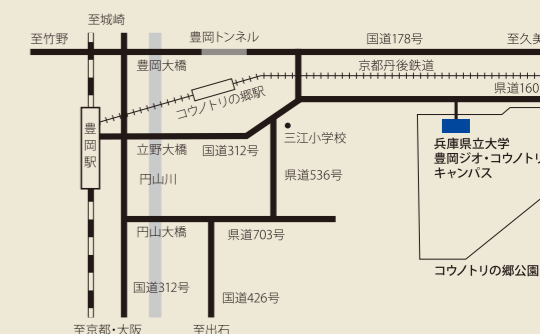 至城崎
至竹野
豊岡トンネル
国道178号
至久美
豊岡大橋
京都丹後鉄道
県道160
コウノトリの郷駅
豊岡駅
三江小学校
立野大橋
国道312号
兵庫県立大学
豊岡ジオ・コウノトリ
キャンパス
円山川
県道536号
円山大橋
県道703号
コウノトリの郷公園
国道312号
国道426号
至京都・大阪
至出石